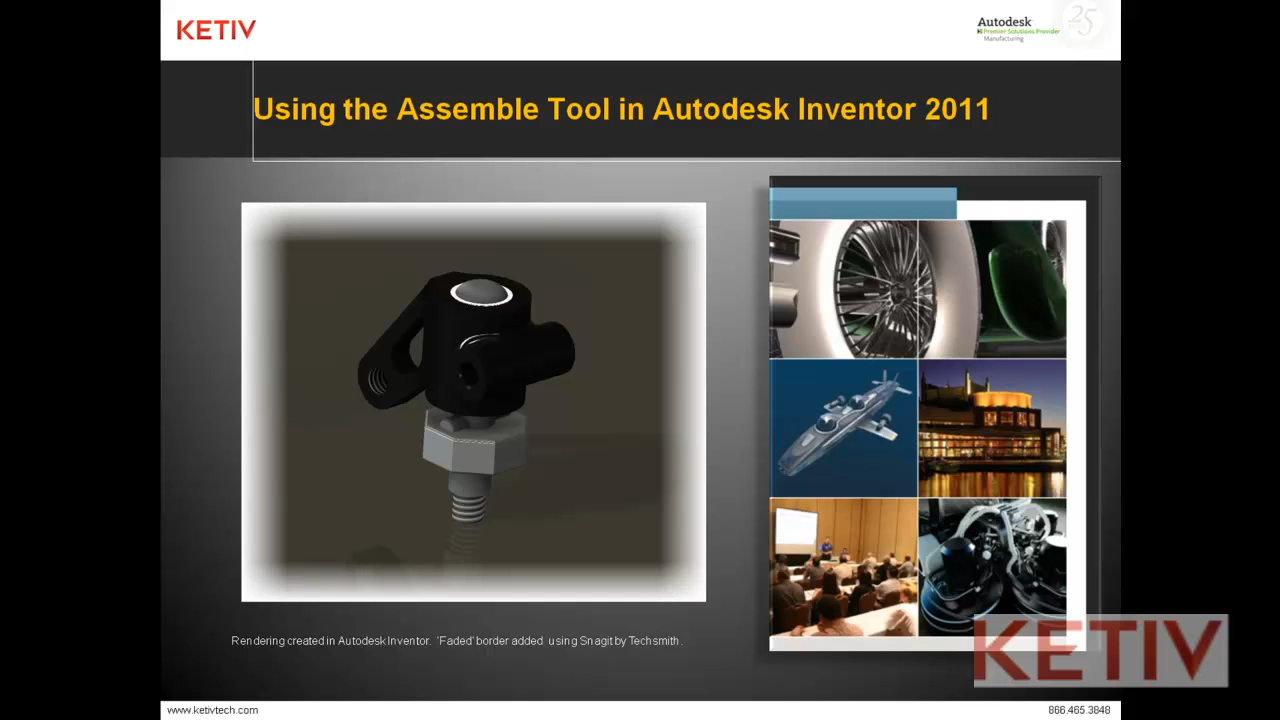 KETIV
Autodesk
Premier Solutions Provider
Manufacturing
25
Using the Assemble Tool in Autodesk Inventor 2011
Rendering created in Autodesk Inventor. 'Faded' border added using Snagit by Techsmith.
KETIV
www.ketivtech.com
866.465.3848